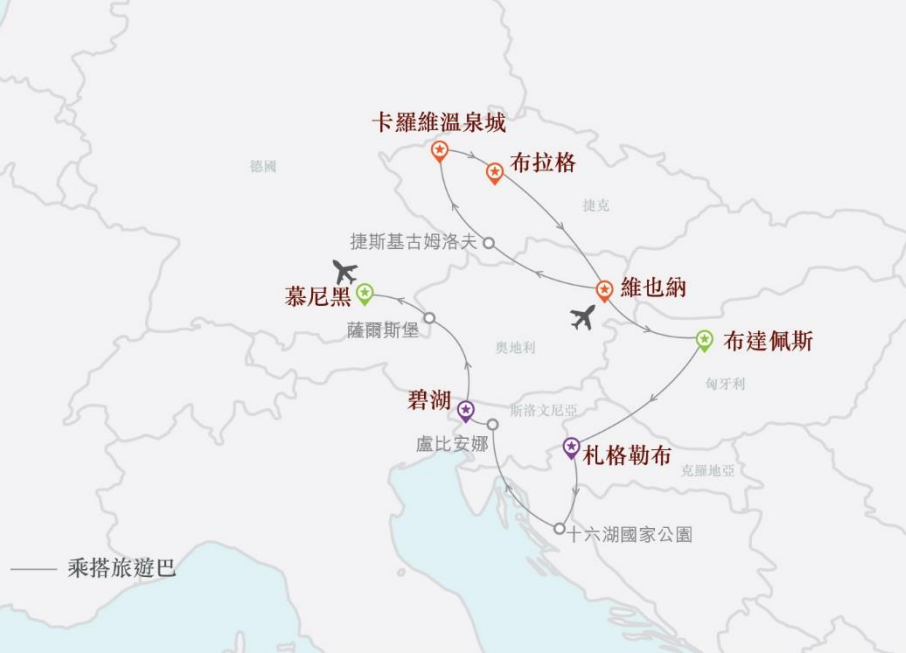 卡羅維溫泉城
布拉格
德國
捷克
捷斯基古姆洛夫
慕尼黑
維也納
薩爾斯堡
布達佩斯
奧地利
匈牙利
碧湖
斯洛文尼亞
盧比安娜
札格勒布
克羅地亞
十六湖國家公園
乘搭旅遊巴